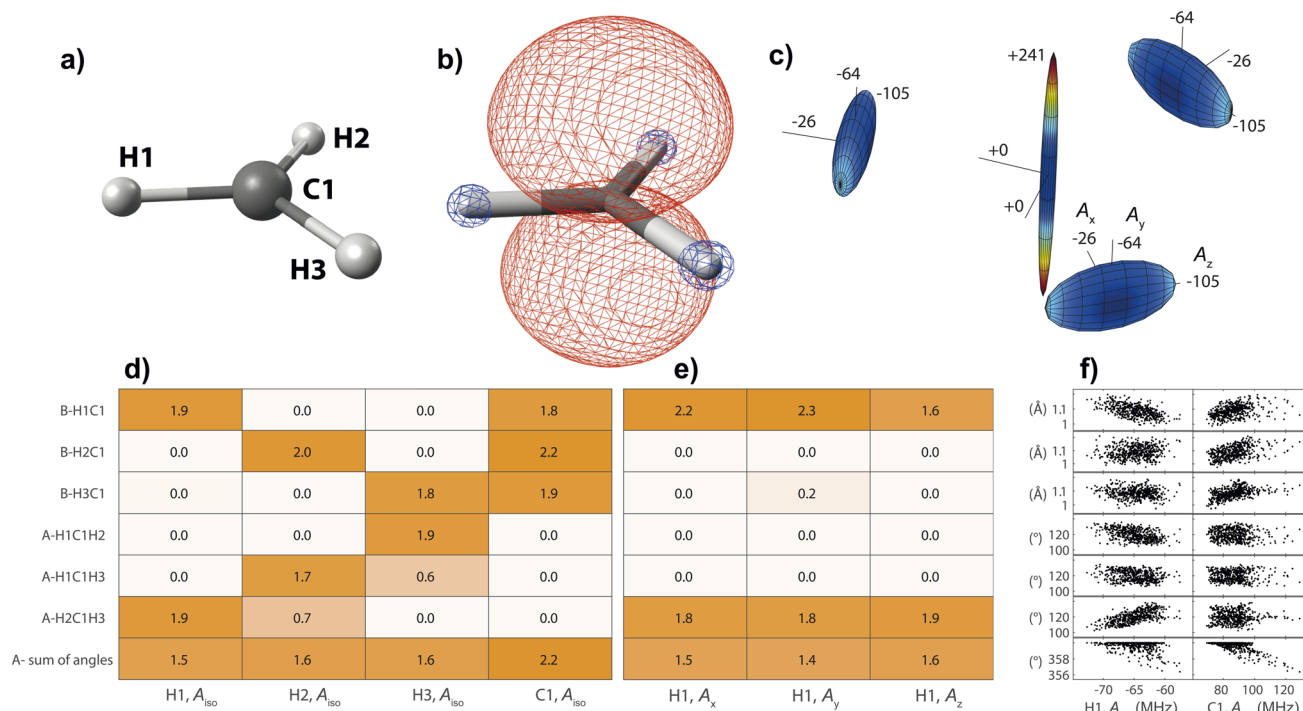 a)
H1
H2
C1
H3
b)
c)
-64
-105
-26
+241
+0
+0
-64
-26
-105
Ax
Ay
-26
-64
Az
-105
d)
B-H1C1 1.9 0.0 0.0 1.8
B-H2C1 0.0 2.0 0.0 2.2
B-H3C1 0.0 0.0 1.8 1.9
A-H1C1H2 0.0 0.0 1.9 0.0
A-H1C1H3 0.0 1.7 0.6 0.0
A-H2C1H3 1.9 0.7 0.0 0.0
A- sum of angles 1.5 1.6 1.6 2.2
H1, Aiso H2, Aiso H3, Aiso C1, Aiso
e)
2.2 2.3 1.6
0.0 0.0 0.0
0.0 0.2 0.0
0.0 0.0 0.0
0.0 0.0 0.0
1.8 1.8 1.9
1.5 1.4 1.6
H1, Ax H1, Ay H1, Az
f)
(Å) 1.1
1
(Å) 1.1
1
(Å) 1.1
1
(º) 120
100
(º) 120
100
(º) 120
100
(º) 358
356
-70 -65 -60 80 100 120
H1, A (MHz) C1, A (MHz)